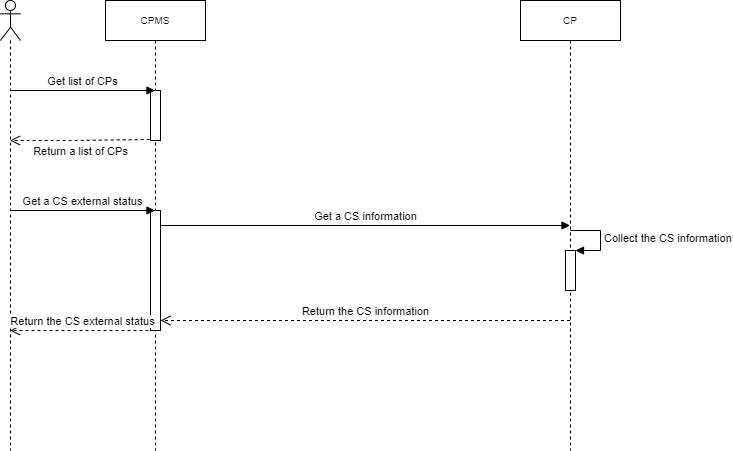 CPMS
CP
Get list of CPs
Return a list of CPs
Get a CS external status
Get a CS information
Collect the CS information
Return the CS information
Return the CS external status